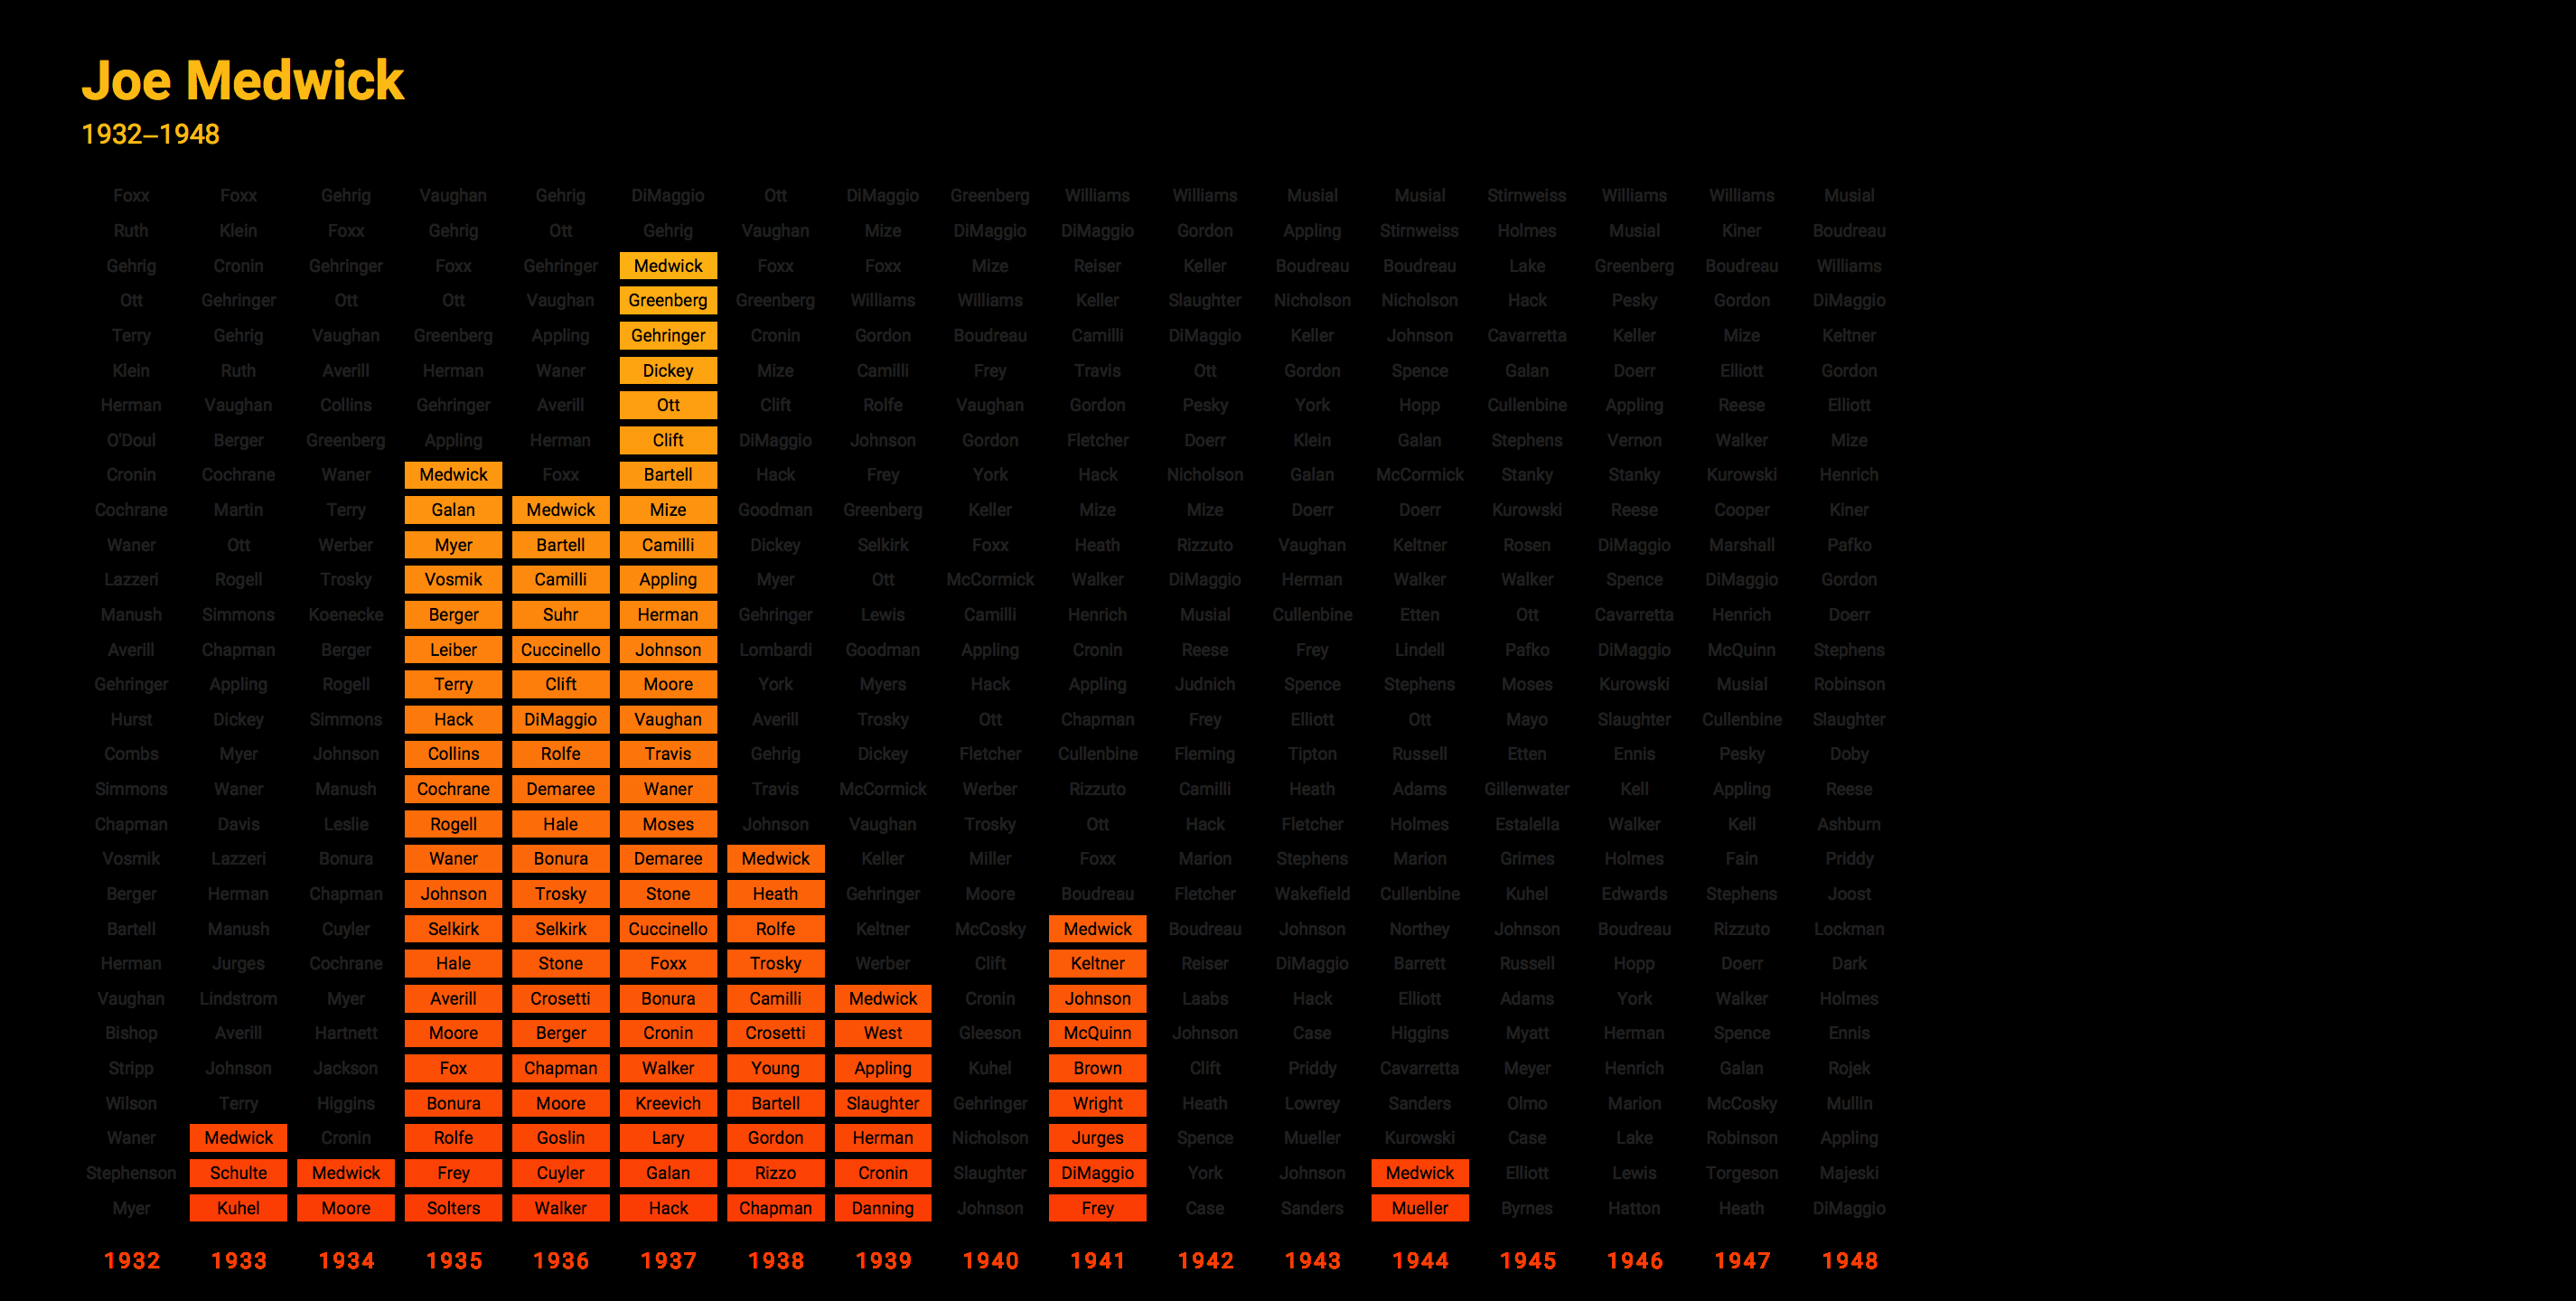 Joe Medwick
1932–1948
Foxx Foxx Gehrig Vaughan Gehrig DiMaggio Ott DiMaggio Greenberg Williams Williams Musial Musial Stirnweiss Williams Williams Musial
Ruth Klein Foxx Gehrig Ott Gehrig Vaughan Mize DiMaggio DiMaggio Gordon Appling Stirnweiss Holmes Musial Kiner Boudreau
Gehrig Cronin Gehringer Foxx Gehringer Medwick Foxx Foxx Mize Reiser Keller Boudreau Boudreau Lake Greenberg Boudreau Williams
Ott Gehringer Ott Ott Vaughan Greenberg Greenberg Williams Williams Keller Slaughter Nicholson Nicholson Hack Pesky Gordon DiMaggio
Terry Gehrig Vaughan Greenberg Appling Gehringer Cronin Gordon Boudreau Camilli DiMaggio Keller Johnson Cavarretta Keller Mize Keltner
Klein Ruth Averill Herman Waner Dickey Mize Camilli Frey Travis Ott Gordon Spence Galan Doerr Elliott Gordon
Herman Vaughan Collins Gehringer Averill Ott Clift Rolfe Vaughan Gordon Pesky York Hopp Cullenbine Appling Reese Elliott
O'Doul Berger Greenberg Appling Herman Clift DiMaggio Johnson Gordon Fletcher Doerr Klein Galan Stephens Vernon Walker Mize
Cronin Cochrane Waner Medwick Foxx Bartell Hack Frey York Hack Nicholson Galan McCormick Stanky Stanky Kurowski Henrich
Cochrane Martin Terry Galan Medwick Mize Goodman Greenberg Keller Mize Mize Doerr Doerr Kurowski Reese Cooper Kiner
Waner Ott Werber Myer Bartell Camilli Dickey Selkirk Foxx Heath Rizzuto Vaughan Keltner Rosen DiMaggio Marshall Pafko
Lazzeri Rogell Trosky Vosmik Camilli Appling Myer Ott McCormick Walker DiMaggio Herman Walker Walker Spence DiMaggio Gordon
Manush Simmons Koenecke Berger Suhr Herman Gehringer Lewis Camilli Henrich Musial Cullenbine Etten Ott Cavarretta Henrich Doerr
Averill Chapman Berger Leiber Cuccinello Johnson Lombardi Goodman Appling Cronin Reese Frey Lindell Pafko DiMaggio McQuinn Stephens
Gehringer Appling Rogell Terry Clift Moore York Myers Hack Appling Judnich Spence Stephens Moses Kurowski Musial Robinson
Hurst Dickey Simmons Hack DiMaggio Vaughan Averill Trosky Ott Chapman Frey Elliott Ott Mayo Slaughter Cullenbine Slaughter
Combs Myer Johnson Collins Rolfe Travis Gehrig Dickey Fletcher Cullenbine Fleming Tipton Russell Etten Ennis Pesky Doby
Simmons Waner Manush Cochrane Demaree Waner Travis McCormick Werber Rizzuto Camilli Heath Adams Gillenwater Kell Appling Reese
Chapman Davis Leslie Rogell Hale Moses Johnson Vaughan Trosky Ott Hack Fletcher Holmes Estalella Walker Kell Ashburn
Vosmik Lazzeri Bonura Waner Bonura Demaree Medwick Keller Miller Foxx Marion Stephens Marion Grimes Holmes Fain Priddy
Berger Herman Chapman Johnson Trosky Stone Heath Gehringer Moore Boudreau Fletcher Wakefield Cullenbine Kuhel Edwards Stephens Joost
Bartell Manush Cuyler Selkirk Selkirk Cuccinello Rolfe Keltner McCosky Medwick Boudreau Johnson Northey Johnson Boudreau Rizzuto Lockman
Herman Jurges Cochrane Hale Stone Foxx Trosky Werber Clift Keltner Reiser DiMaggio Barrett Russell Hopp Doerr Dark
Vaughan Lindstrom Myer Averill Crosetti Bonura Camilli Medwick Cronin Johnson Laabs Hack Elliott Adams York Walker Holmes
Bishop Averill Hartnett Moore Berger Cronin Crosetti West Gleeson McQuinn Johnson Case Higgins Myatt Herman Spence Ennis
Stripp Johnson Jackson Fox Chapman Walker Young Appling Kuhel Brown Clift Priddy Cavarretta Meyer Henrich Galan Rojek
Wilson Terry Higgins Bonura Moore Kreevich Bartell Slaughter Gehringer Wright Heath Lowrey Sanders Olmo Marion McCosky Mullin
Waner Medwick Cronin Rolfe Goslin Lary Gordon Herman Nicholson Jurges Spence Mueller Kurowski Case Lake Robinson Appling
Stephenson Schulte Medwick Frey Cuyler Galan Rizzo Cronin Slaughter DiMaggio York Johnson Medwick Elliott Lewis Torgeson Majeski
Myer Kuhel Moore Solters Walker Hack Chapman Danning Johnson Frey Case Sanders Mueller Byrnes Hatton Heath DiMaggio
1932 1933 1934 1935 1936 1937 1938 1939 1940 1941 1942 1943 1944 1945 1946 1947 1948